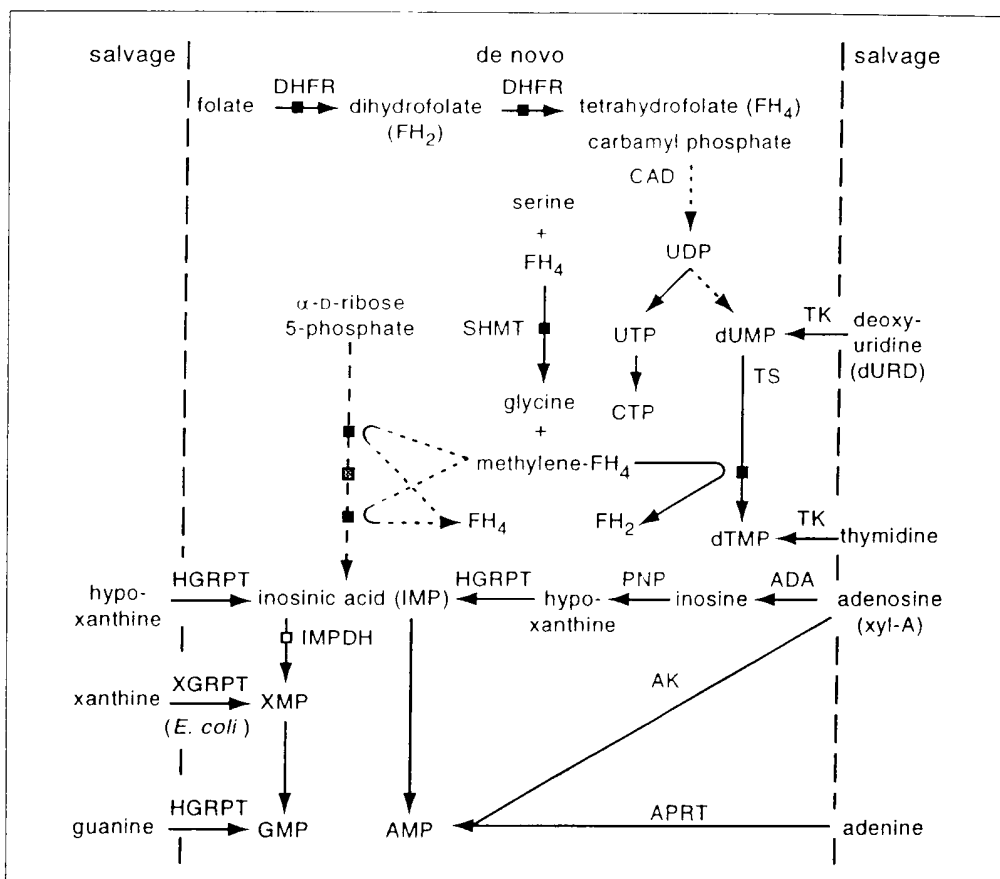 salvage
de novo
salvage
DHFR
DHFR
folate
dihydrofolate
(FH2)
tetrahydrofolate (FH4)
carbamyl phosphate
CAD
serine
+
FH4
UDP
α-D-ribose
5-phosphate
SHMT
UTP
dUMP
TK
deoxy-
uridine
(dURD)
TS
glycine
+
CTP
methylene-FH4
FH4
FH2
dTMP
TK
thymidine
hypo-
xanthine
HGRPT
inosinic acid (IMP)
HGRPT
hypo-
xanthine
PNP
inosine
ADA
adenosine
(xyl-A)
IMPDH
xanthine
XGRPT
(E. coli)
XMP
AK
guanine
HGRPT
GMP
AMP
APRT
adenine